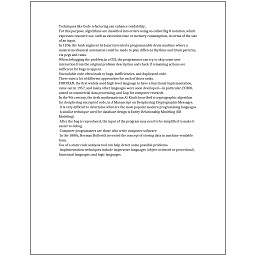 Techniques like Code refactoring can enhance readability.
For this purpose algorithms are classified into orders using so-called Big O notation, which
expresses resource use, such as execution time or memory consumption, in terms of the size
of an input.
In 1206, the Arab engineer Al-Jazari invented a programmable drum machine where a
musical mechanical automaton could be made to play different rhythms and drum patterns,
via pegs and cams.
When debugging the problem in a GUI, the programmer can try to skip some user
interaction from the original problem description and check if remaining actions are
sufficient for bugs to appear.
Unreadable code often leads to bugs, inefficiencies, and duplicated code.
There exist a lot of different approaches for each of those tasks.
FORTRAN, the first widely used high-level language to have a functional implementation,
came out in 1957, and many other languages were soon developed—in particular, COBOL
aimed at commercial data processing, and Lisp for computer research.
In the 9th century, the Arab mathematician Al-Kindi described a cryptographic algorithm
for deciphering encrypted code, in A Manuscript on Deciphering Cryptographic Messages.
It is very difficult to determine what are the most popular modern programming languages.
A similar technique used for database design is Entity-Relationship Modeling (ER
Modeling).
After the bug is reproduced, the input of the program may need to be simplified to make it
easier to debug.
Computer programmers are those who write computer software.
In the 1880s, Herman Hollerith invented the concept of storing data in machine-readable
form.
Use of a static code analysis tool can help detect some possible problems.
Implementation techniques include imperative languages (object-oriented or procedural),
functional languages, and logic languages.